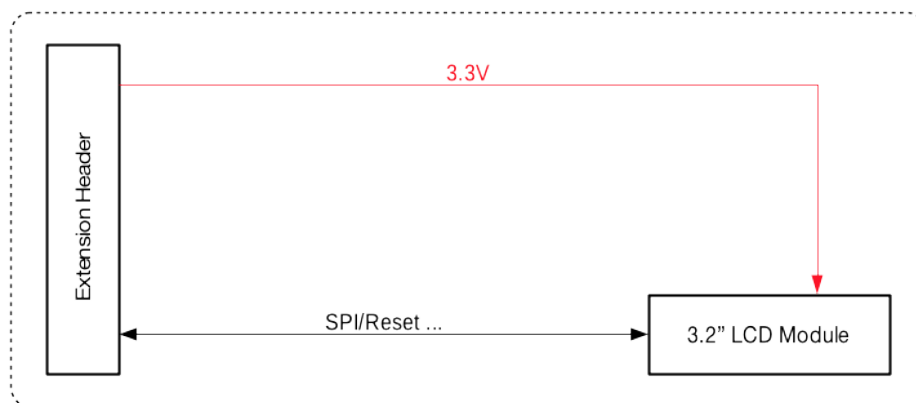 3.3V
Extension Header
SPI/Reset ...
3.2” LCD Module